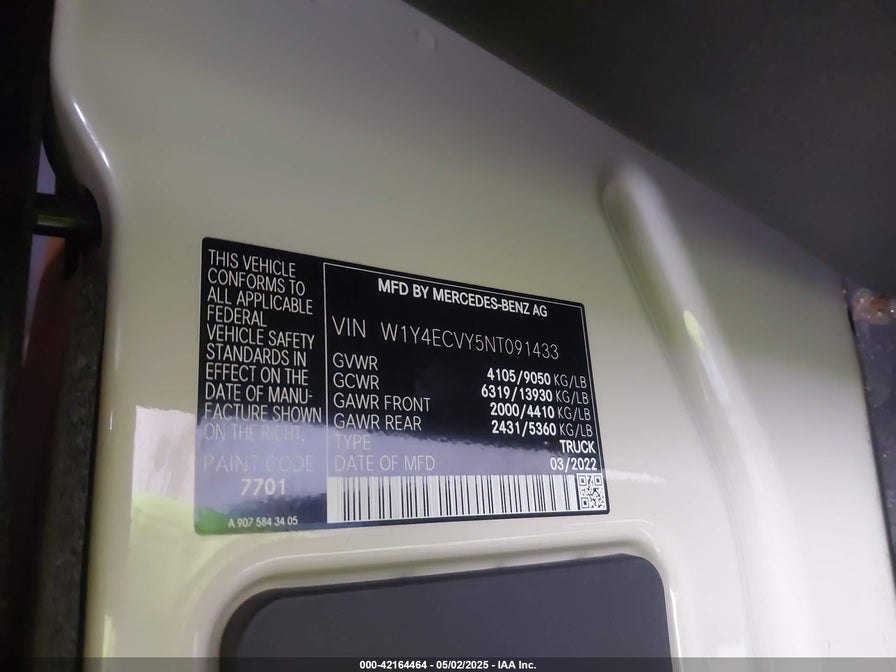 THIS VEHICLE
CONFORMS TO
ALL APPLICABLE
FEDERAL
VEHICLE SAFETY
STANDARDS IN
EFFECT ON THE
DATE OF MANU-
FACTURE SHOWN
ON THE RIGHT.
PAINT CODE
7701
A 907 584 34 05
MFD BY MERCEDES-BENZ AG
VIN W1Y4ECVY5NT091433
GVWR 4105/9050 KG/LB
GCWR 6319/13930 KG/LB
GAWR FRONT 2000/4410 KG/LB
GAWR REAR 2431/5360 KG/LB
TYPE TRUCK
DATE OF MFD 03/2022
000-42164464 - 05/02/2025 - IAA Inc.